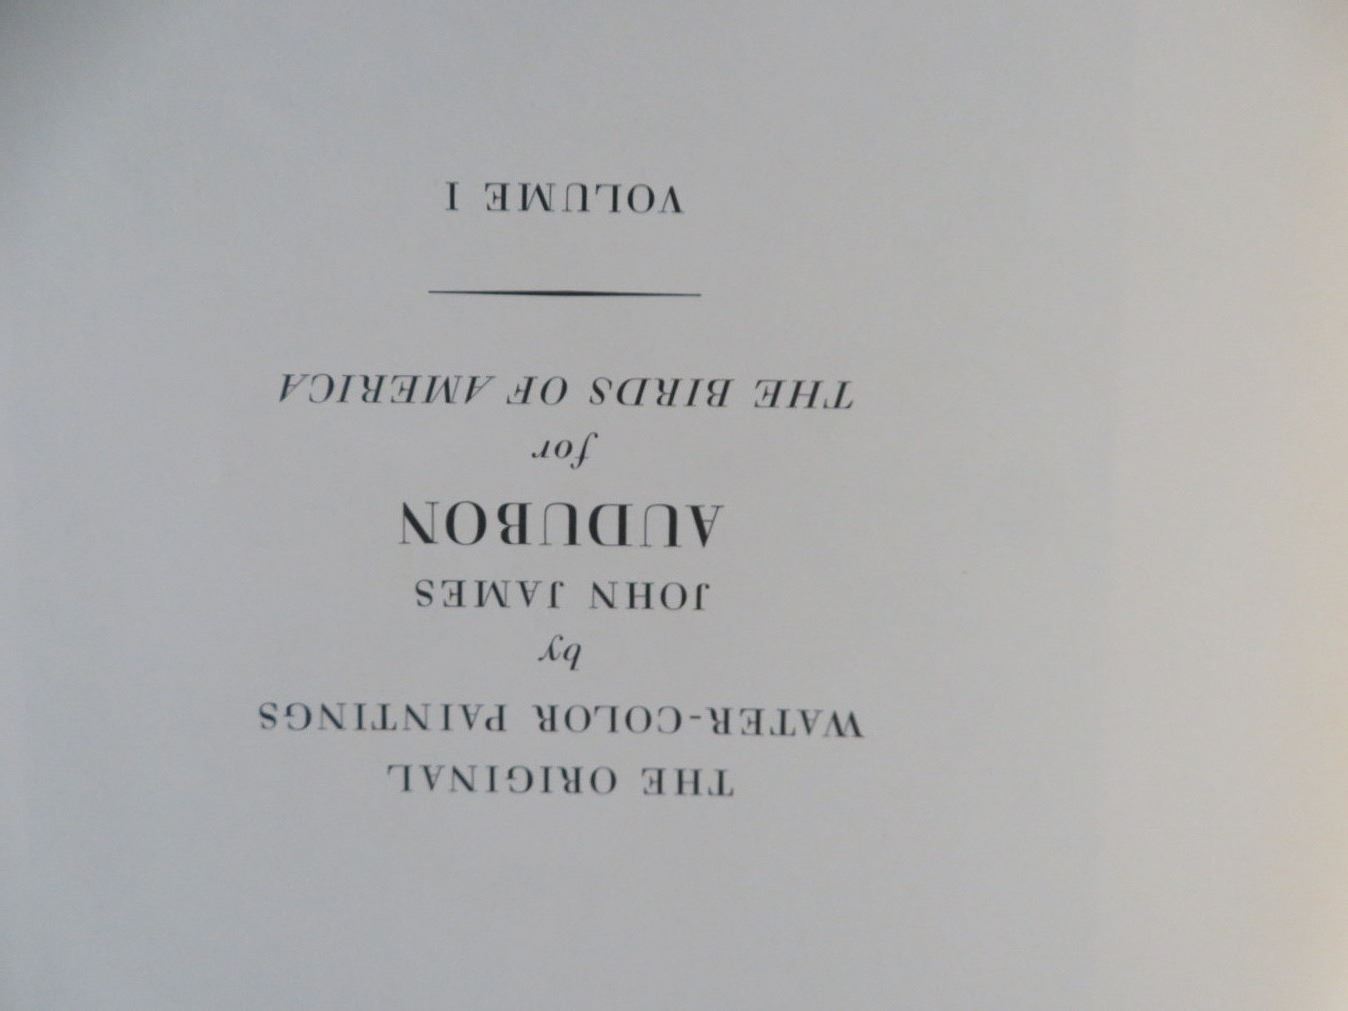 THE ORIGINAL
WATER-COLOR PAINTINGS
by
JOHN JAMES
AUDUBON
for
THE BIRDS OF AMERICA
VOLUME I